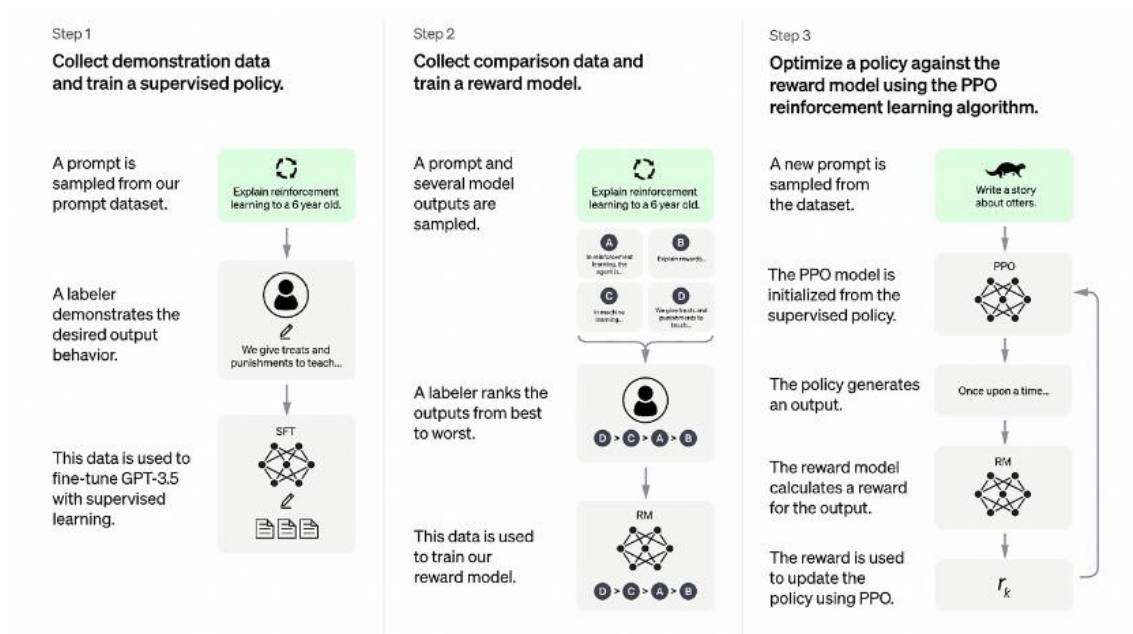 Step 1
Collect demonstration data
and train a supervised policy.
A prompt is
sampled from our
prompt dataset.
Explain reinforcement
learning to a 6 year old.
A labeler
demonstrates the
desired output
behavior.
We give treats and
punishments to teach...
This data is used to
fine-tune GPT-3.5
with supervised
learning.
SFT
Step 2
Collect comparison data and
train a reward model.
A prompt and
several model
outputs are
sampled.
Explain reinforcement
learning to a 6 year old.
A
In reinforcement
learning, the
agent is...
B
Explain rewards...
C
In machine
learning...
D
We give treats and
punishments to
teach...
A labeler ranks the
outputs from best
to worst.
D > C > A > B
This data is used
to train our
reward model.
RM
D > C > A > B
Step 3
Optimize a policy against the
reward model using the PPO
reinforcement learning algorithm.
A new prompt is
sampled from
the dataset.
Write a story
about otters.
The PPO model is
initialized from the
supervised policy.
PPO
The policy generates
an output.
Once upon a time...
The reward model
calculates a reward
for the output.
RM
The reward is used
to update the
policy using PPO.
rk